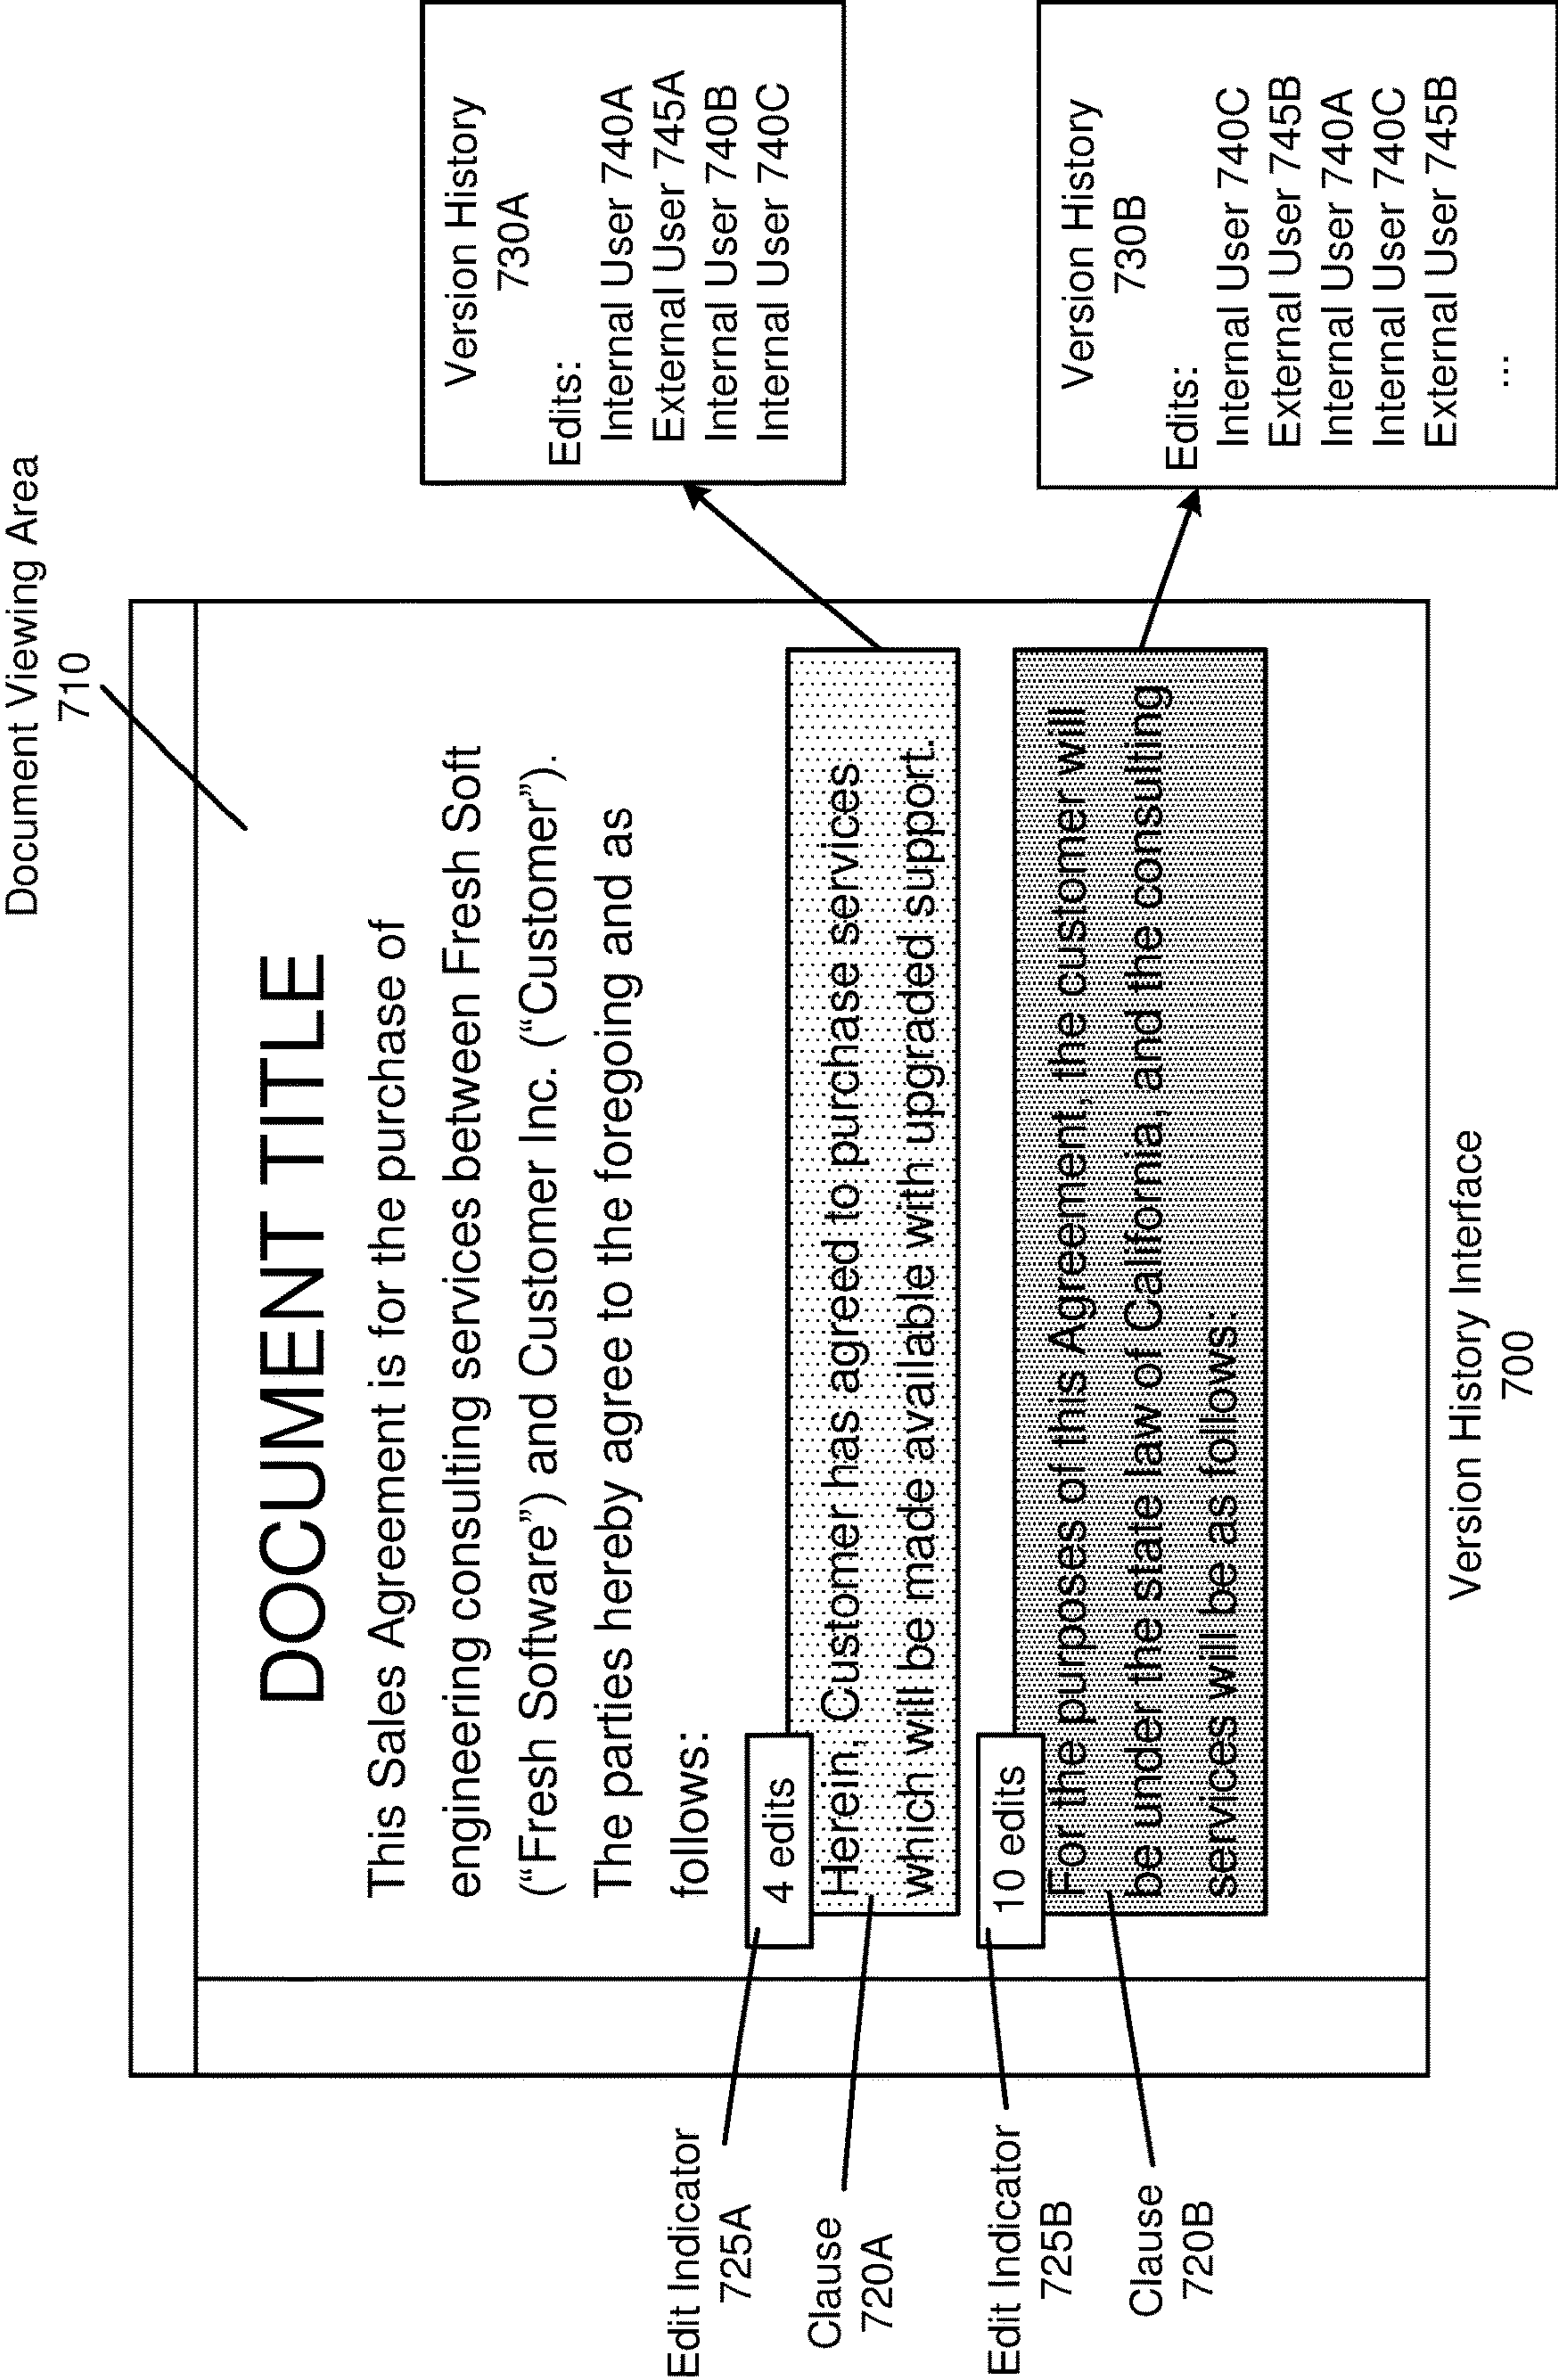 Document Viewing Area
710
DOCUMENT TITLE
This Sales Agreement is for the purchase of
engineering consulting services between Fresh Soft
(“Fresh Software”) and Customer Inc. (“Customer”).
The parties hereby agree to the foregoing and as
follows:
Edit Indicator
725A
4 edits
Clause
720A
Herein, Customer has agreed to purchase services
which will be made available with upgraded support.
Edit Indicator
725B
10 edits
Clause
720B
For the purposes of this Agreement, the customer will
be under the state law of California, and the consulting
services will be as follows:
Version History
730A
Edits:
Internal User 740A
External User 745A
Internal User 740B
Internal User 740C
Version History
730B
Edits:
Internal User 740C
External User 745B
Internal User 740A
Internal User 740C
External User 745B
...
Version History Interface
700